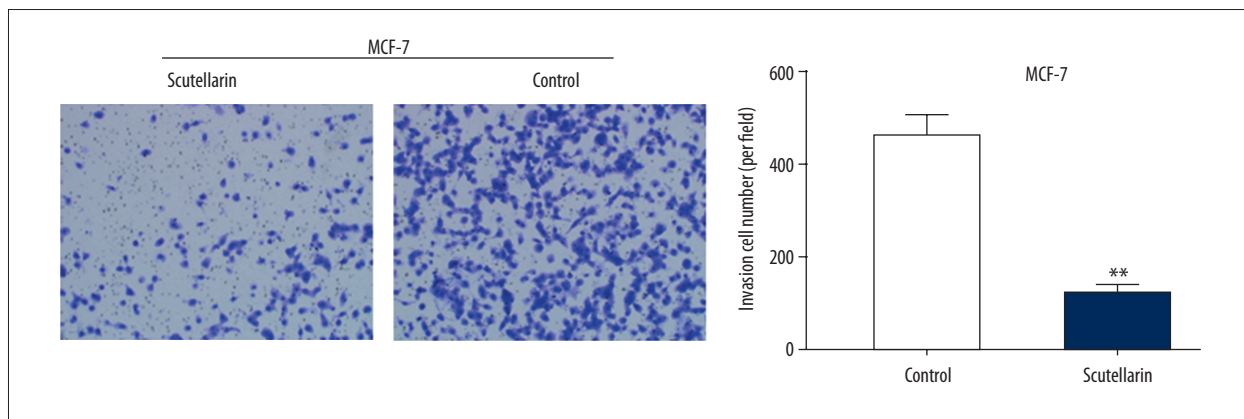 MCF-7
Scutellarin Control
MCF-7
Invasion cell number (per field)
600
400
200
0
**
Control Scutellarin